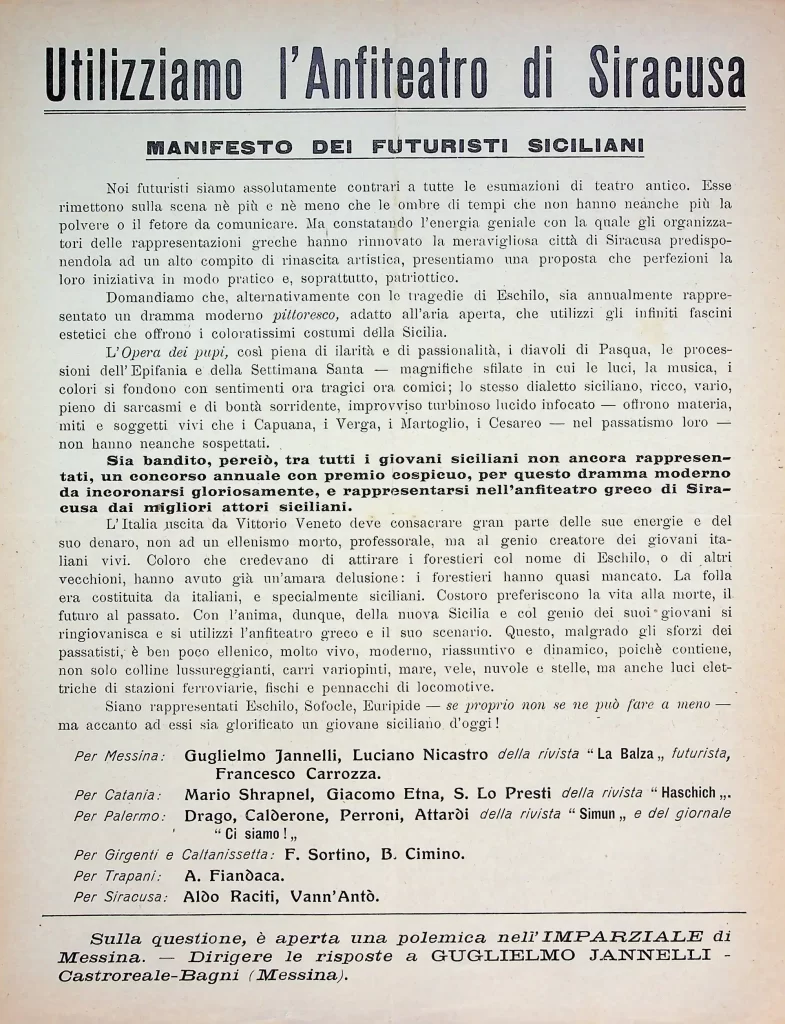 Utilizziamo l'Anfiteatro di Siracusa
MANIFESTO DEI FUTURISTI SICILIANI
Noi futuristi siamo assolutamente contrari a tutte le esumazioni di teatro antico. Esse
rimettono sulla scena nè più e nè meno che le ombre di tempi che non hanno neanche più la
polvere o il fetore da comunicare. Ma constatando l'energia geniale con la quale gli organizza-
tori delle rappresentazioni greche hanno rinnovato la meravigliosa città di Siracusa predispo-
nendola ad un alto compito di rinascita artistica, presentiamo una proposta che perfezioni la
loro iniziativa in modo pratico e, soprattutto, patriottico.
Domandiamo che, alternativamente con le tragedie di Eschilo, sia annualmente rappre-
sentato un dramma moderno pittoresco, adatto all'aria aperta, che utilizzi gli infiniti fascini
estetici che offrono i coloratissimi costumi della Sicilia.
L'Opera dei pupi, così piena di ilarità e di passionalità, i diavoli di Pasqua, le proces-
sioni dell'Epifania e della Settimana Santa — magnifiche sfilate in cui le luci, la musica, i
colori si fondono con sentimenti ora tragici ora comici; lo stesso dialetto siciliano, ricco, vario,
pieno di sarcasmi e di bontà sorridente, improvviso turbinoso lucido infocato — offrono materia,
miti e soggetti vivi che i Capuana, i Verga, i Martoglio, i Cesareo — nel passatismo loro —
non hanno neanche sospettati.
Sia bandito, perciò, tra tutti i giovani siciliani non ancora rappresen-
tati, un concorso annuale con premio cospicuo, per questo dramma moderno
da incoronarsi gloriosamente, e rappresentarsi nell'anfiteatro greco di Sira-
cusa dai migliori attori siciliani.
L'Italia uscita da Vittorio Veneto deve consacrare gran parte delle sue energie e del
suo denaro, non ad un ellenismo morto, professorale, ma al genio creatore dei giovani ita-
liani vivi. Coloro che credevano di attirare i forestieri col nome di Eschilo, o di altri
vecchioni, hanno avuto già un'amara delusione: i forestieri hanno quasi mancato. La folla
era costituita da italiani, e specialmente siciliani. Costoro preferiscono la vita alla morte, il
futuro al passato. Con l'anima, dunque, della nuova Sicilia e col genio dei suoi giovani si
ringiovanisca e si utilizzi l'anfiteatro greco e il suo scenario. Questo, malgrado gli sforzi dei
passatisti, è ben poco ellenico, molto vivo, moderno, riassuntivo e dinamico, poichè contiene,
non solo colline lussureggianti, carri variopinti, mare, vele, nuvole e stelle, ma anche luci elet-
triche di stazioni ferroviarie, fischi e pennacchi di locomotive.
Siano rappresentati Eschilo, Sofocle, Euripide — se proprio non se ne può fare a meno —
ma accanto ad essi sia glorificato un giovane siciliano d'oggi!
Per Messina: Guglielmo Jannelli, Luciano Nicastro della rivista “La Balza„ futurista,
Francesco Carrozza.
Per Catania: Mario Shrapnel, Giacomo Etna, S. Lo Presti della rivista “Haschich„.
Per Palermo: Drago, Calderone, Perroni, Attardi della rivista “Simun„ e del giornale
“Ci siamo!„
Per Girgenti e Caltanissetta: F. Sortino, B. Cimino.
Per Trapani: A. Fiandaca.
Per Siracusa: Aldo Raciti, Vann'Antò.
Sulla questione, è aperta una polemica nell'IMPARZIALE di
Messina. — Dirigere le risposte a GUGLIELMO JANNELLI -
Castroreale-Bagni (Messina).